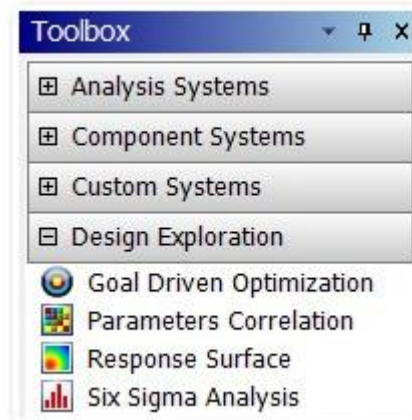 Toolbox
Analysis Systems
Component Systems
Custom Systems
Design Exploration
Goal Driven Optimization
Parameters Correlation
Response Surface
Six Sigma Analysis